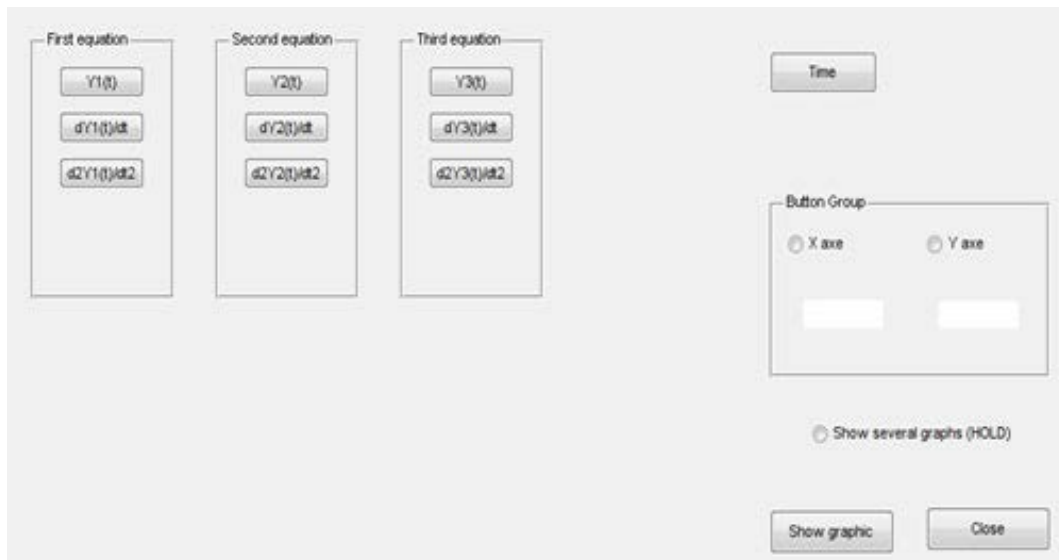 First equation
Y1(t)
dY1(t)/dt
d2Y1(t)/dt2
Second equation
Y2(t)
dY2(t)/dt
d2Y2(t)/dt2
Third equation
Y3(t)
dY3(t)/dt
d2Y3(t)/dt2
Time
Button Group
X axe
Y axe
Show several graphs (HOLD)
Show graphic
Close